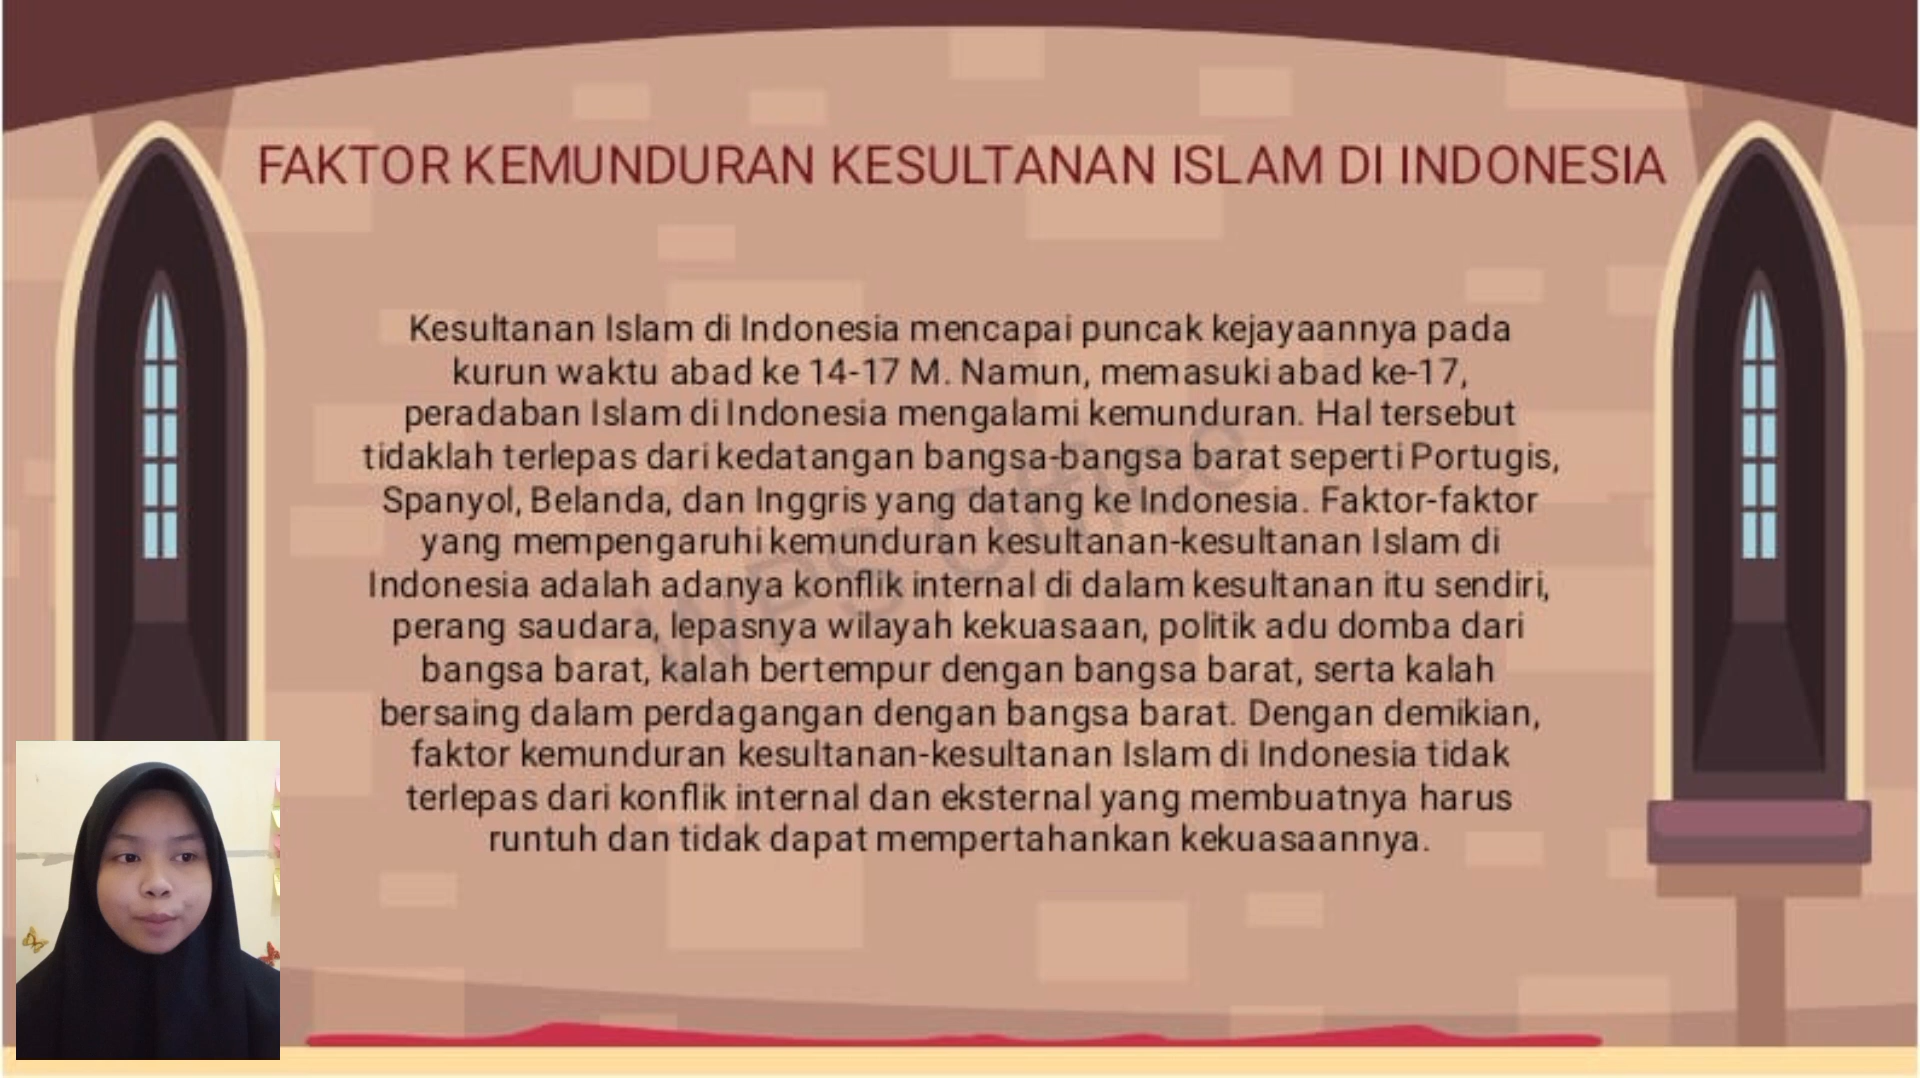 FAKTOR KEMUNDURAN KESULTANAN ISLAM DI INDONESIA
Kesultanan Islam di Indonesia mencapai puncak kejayaannya pada
kurun waktu abad ke 14-17 M. Namun, memasuki abad ke-17,
peradaban Islam di Indonesia mengalami kemunduran. Hal tersebut
tidaklah terlepas dari kedatangan bangsa-bangsa barat seperti Portugis,
Spanyol, Belanda, dan Inggris yang datang ke Indonesia. Faktor-faktor
yang mempengaruhi kemunduran kesultanan-kesultanan Islam di
Indonesia adalah adanya konflik internal di dalam kesultanan itu sendiri,
perang saudara, lepasnya wilayah kekuasaan, politik adu domba dari
bangsa barat, kalah bertempur dengan bangsa barat, serta kalah
bersaing dalam perdagangan dengan bangsa barat. Dengan demikian,
faktor kemunduran kesultanan-kesultanan Islam di Indonesia tidak
terlepas dari konflik internal dan eksternal yang membuatnya harus
runtuh dan tidak dapat mempertahankan kekuasaannya.
WPS Office